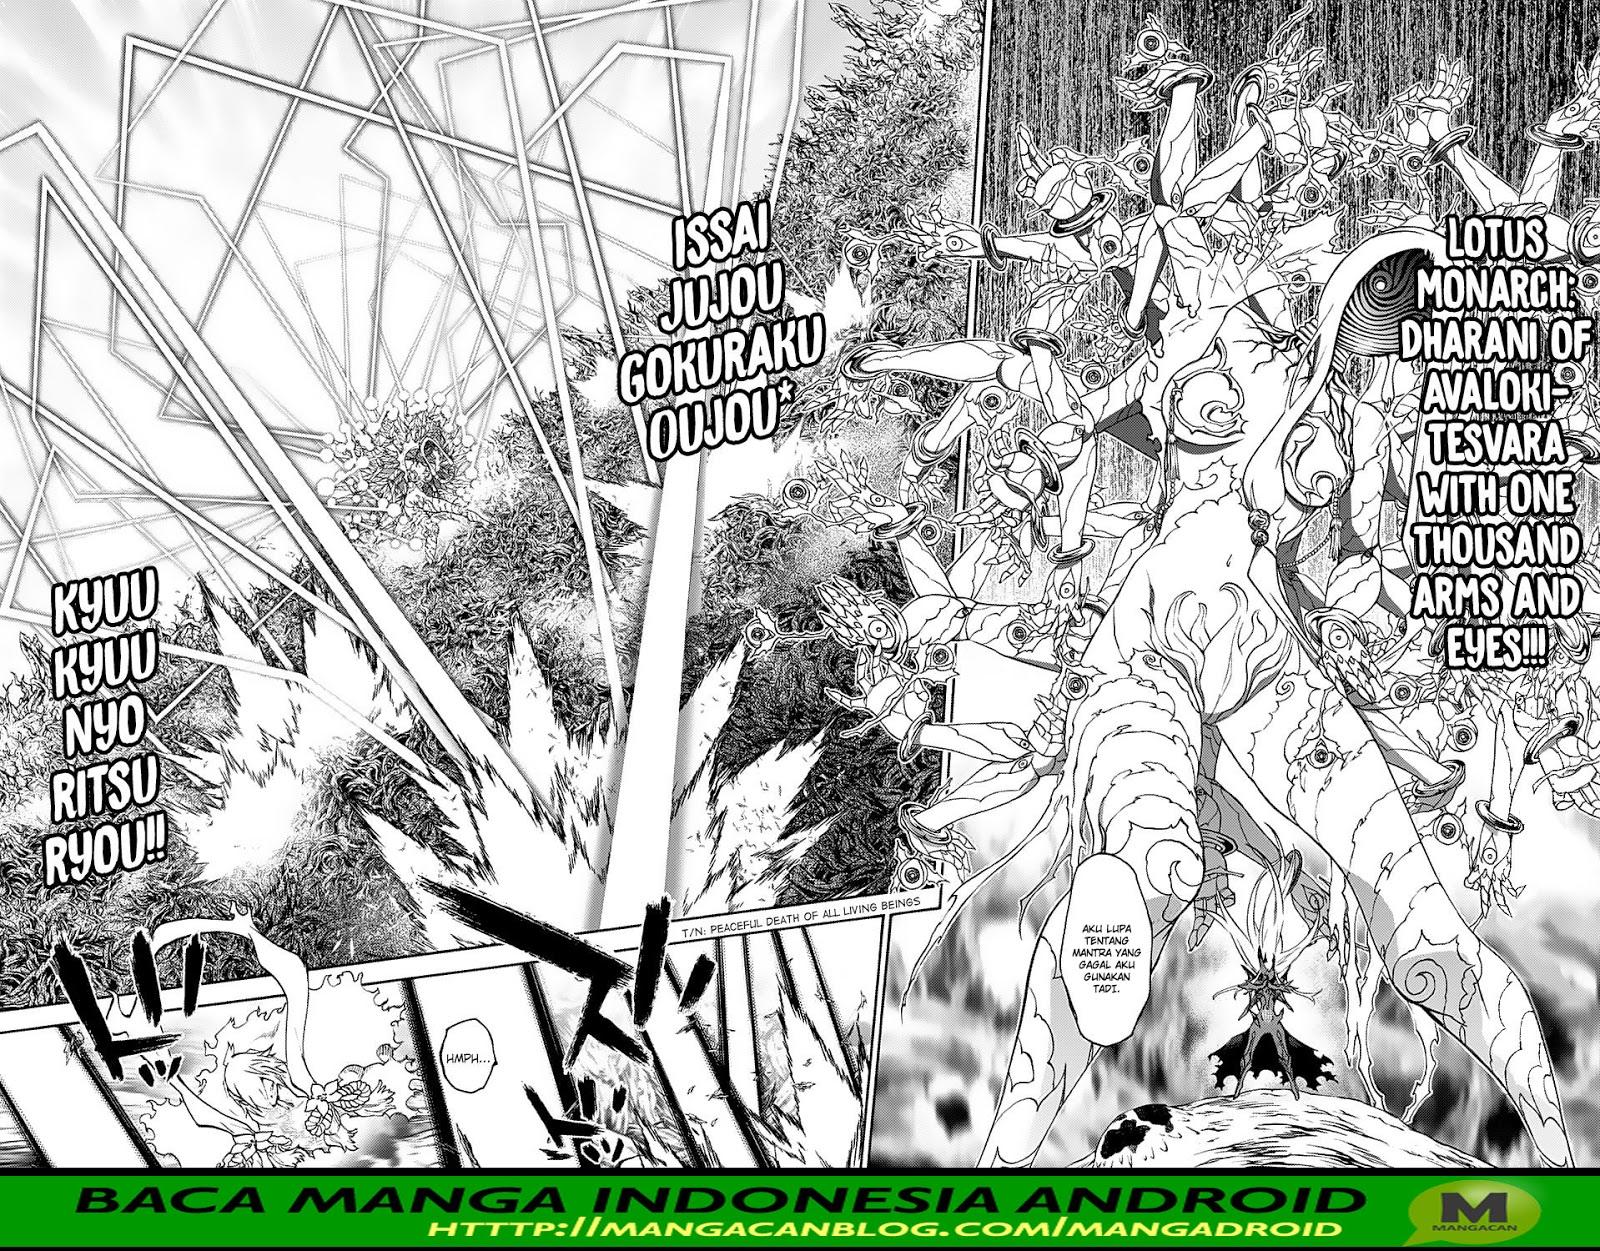 LOTUS
MONARCH:
DHARANI OF
AVALOKI-
TESVARA
WITH ONE
THOUSAND
ARMS AND
EYES!!!
AKU LUPA
TENTANG
MANTRA YANG
GAGAL AKU
GUNAKAN
TADI.
ISSAI
JUJOU
GOKURAKU
OUJOU*
KYUU
KYUU
NYO
RITSU
RYOU!!
T/N: PEACEFUL DEATH OF ALL LIVING BEINGS
HMPH...
BACA MANGA INDONESIA ANDROID
HTTTP://MANGACANBLOG.COM/MANGADROID
M
MANGACAN